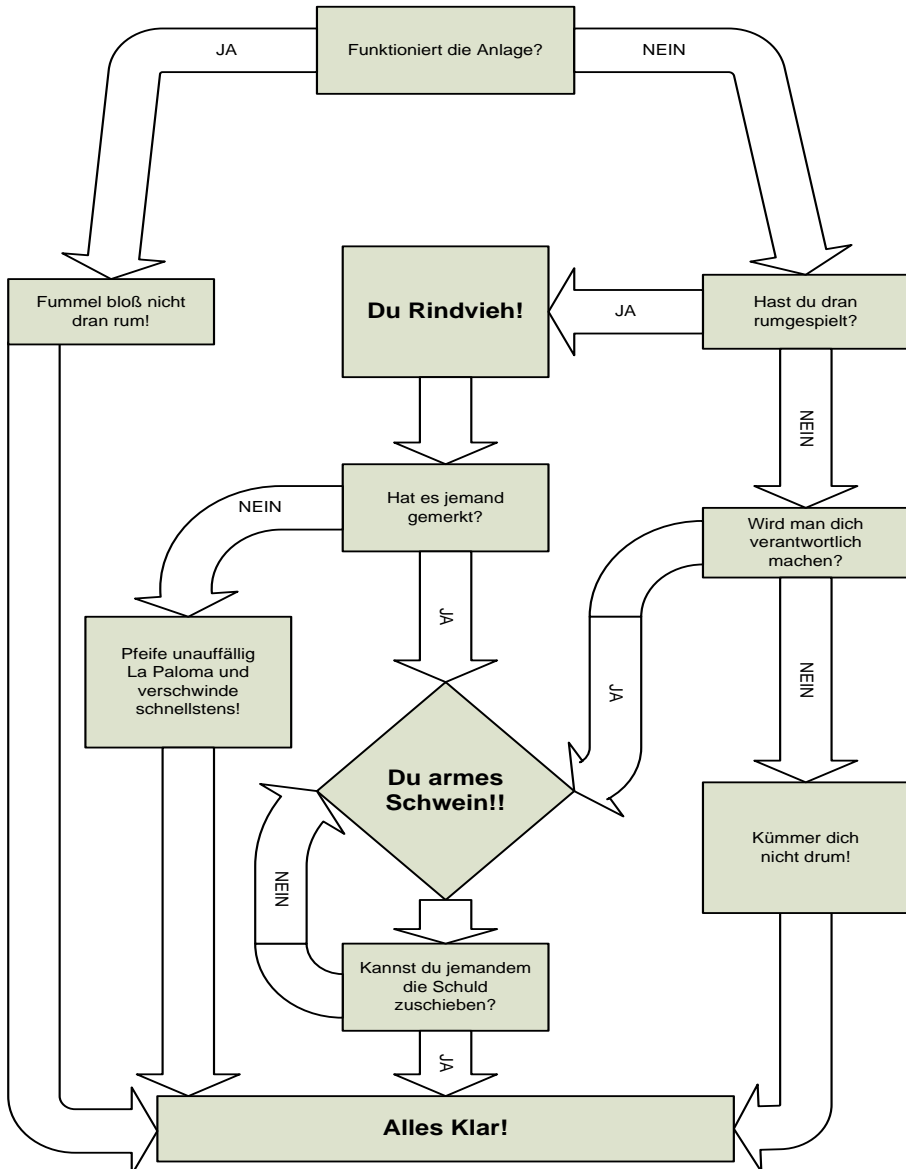 JA
Funktioniert die Anlage?
NEIN
Fummel bloß nicht
dran rum!
Du Rindvieh!
JA
Hast du dran
rumgespielt?
NEIN
NEIN
Hat es jemand
gemerkt?
Wird man dich
verantwortlich
machen?
JA
Pfeife unauffällig
La Paloma und
verschwinde
schnellstens!
JA
NEIN
Du armes
Schwein!!
Kümmer dich
nicht drum!
NEIN
Kannst du jemandem
die Schuld
zuschieben?
JA
Alles Klar!